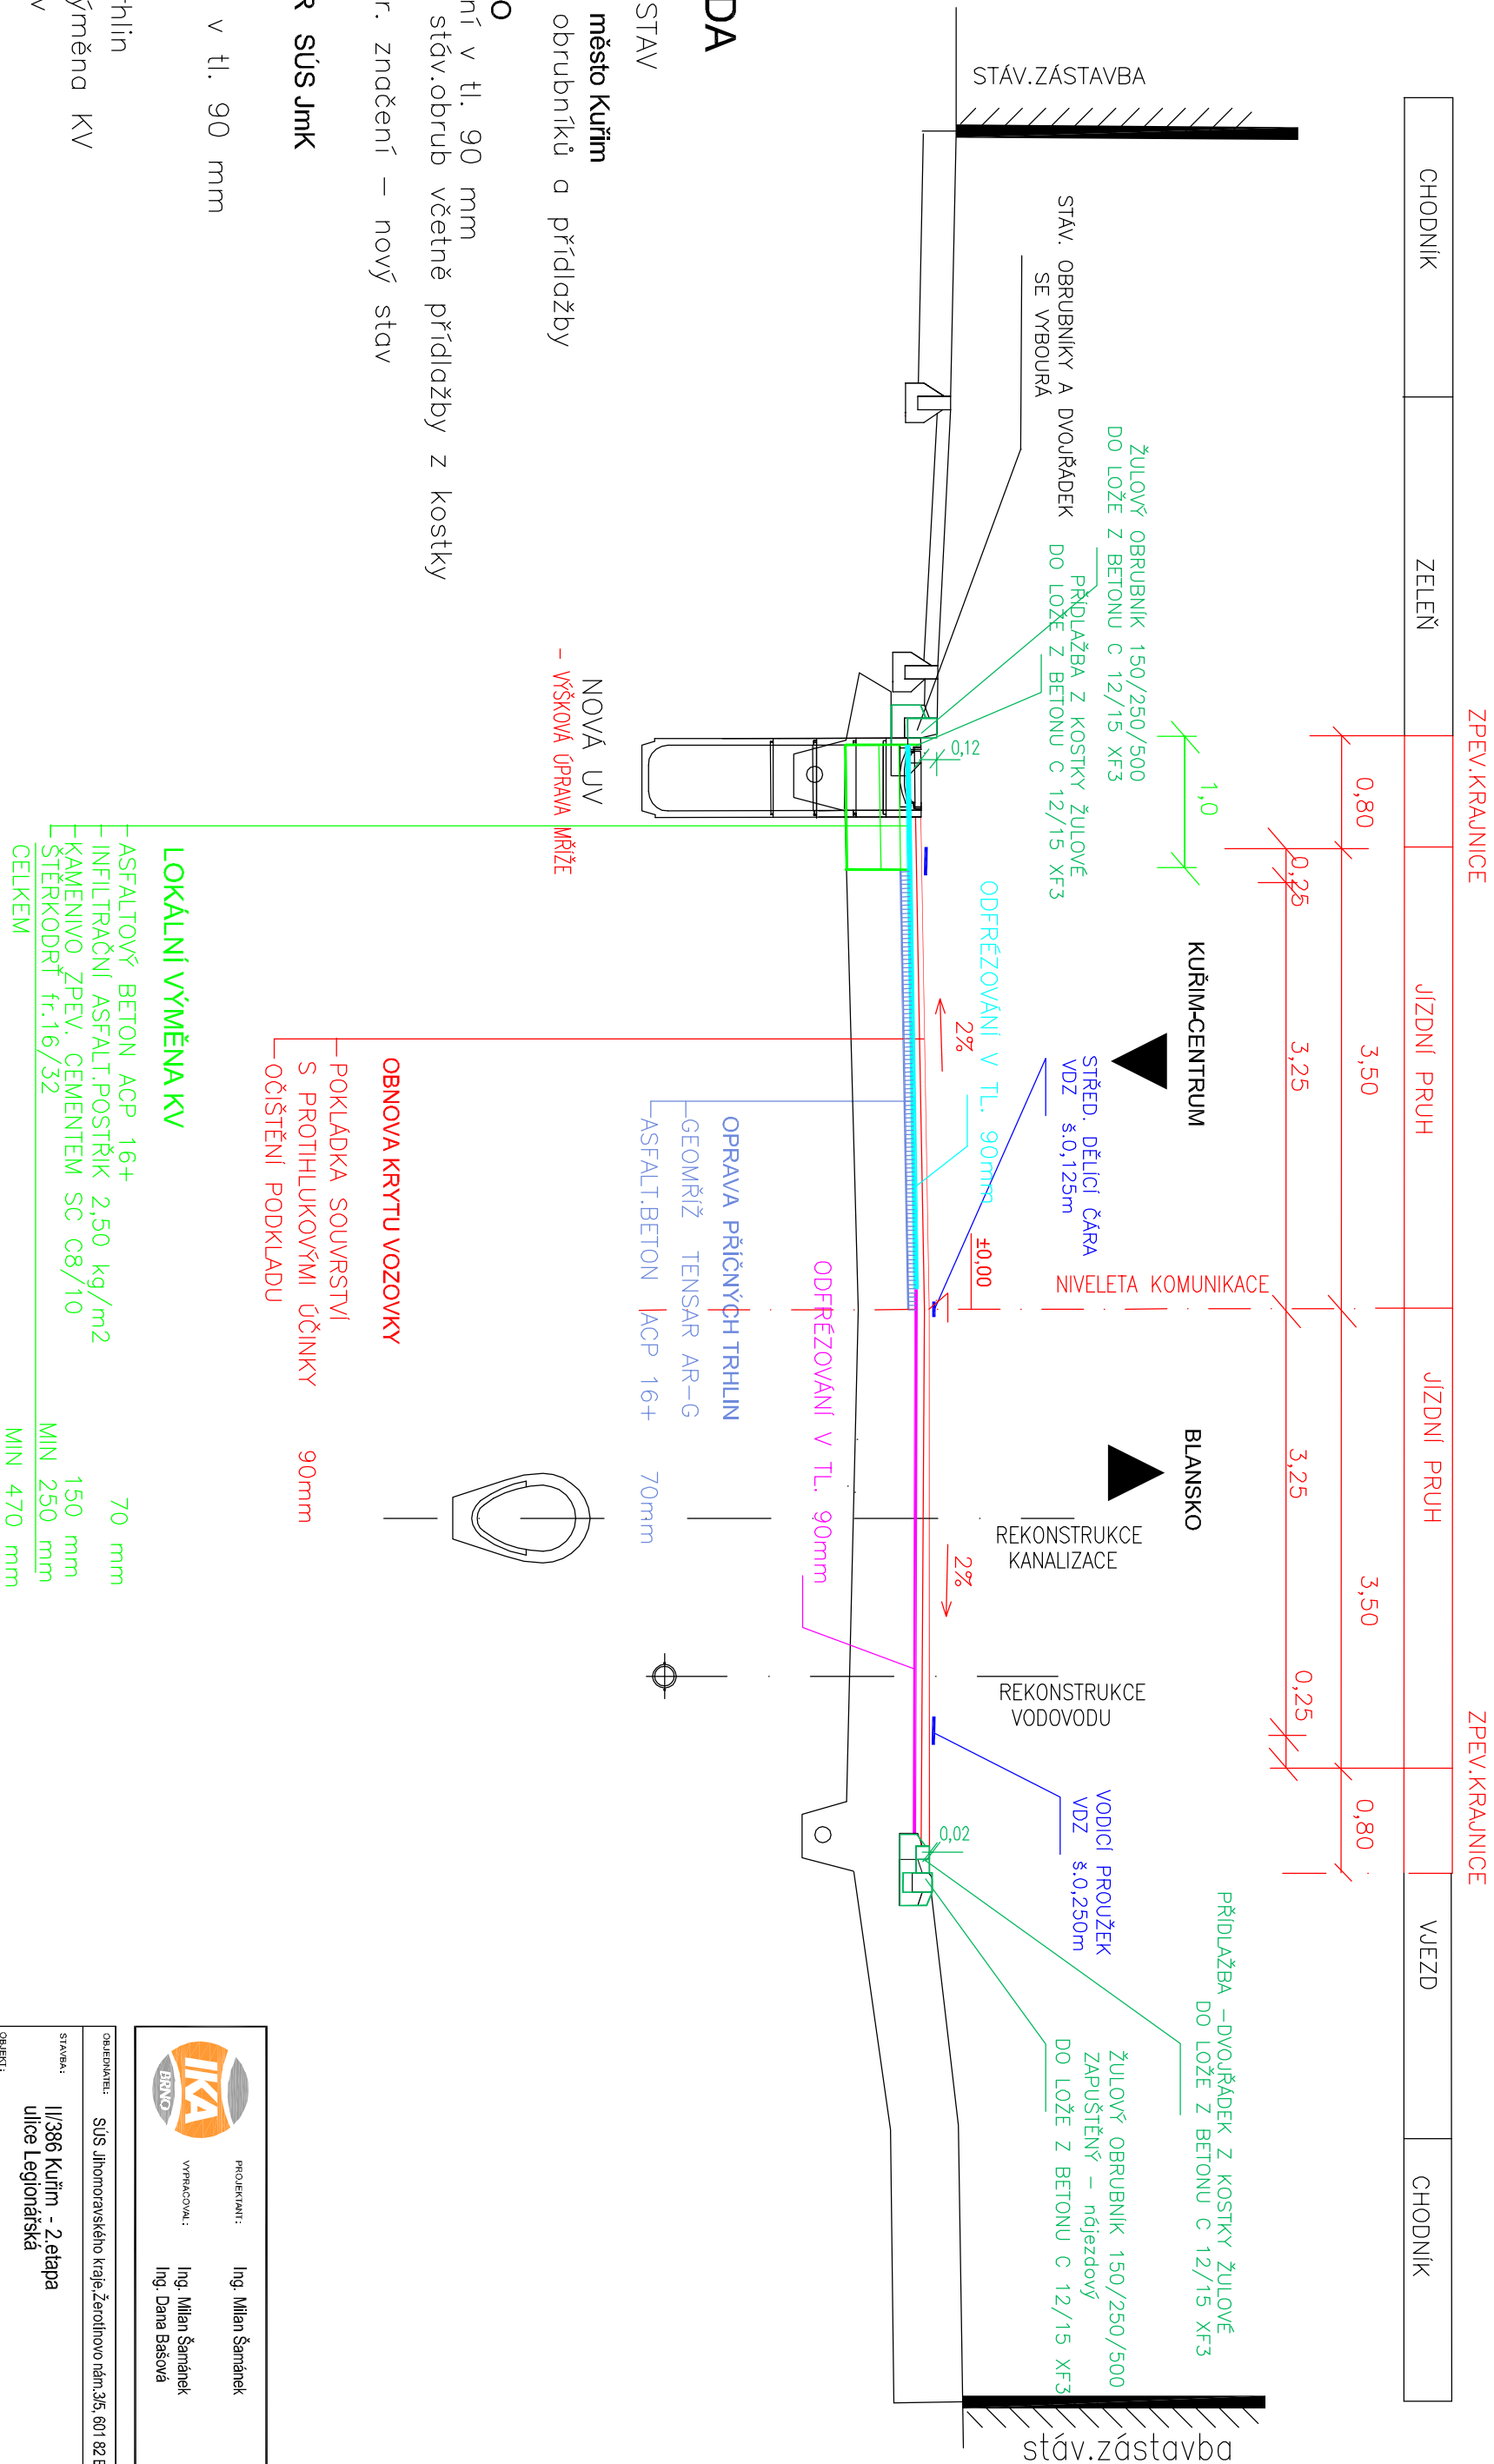 ZPEV.KRAJNICE
ZPEV.KRAJNICE
CHODNÍK
ZELEŇ
JÍZDNÍ PRUH
JÍZDNÍ PRUH
VJEZD
CHODNÍK
0,80
3,50
3,50
0,80
0,25
3,25
3,25
0,25
1,0
STÁV.ZÁSTAVBA
KUŘIM-CENTRUM
BLANSKO
ŽULOVÝ OBRUBNÍK 150/250/500
DO LOŽE Z BETONU C 12/15 XF3
PŘÍDLAŽBA Z KOSTKY ŽULOVÉ
DO LOŽE Z BETONU C 12/15 XF3
STÁV. OBRUBNÍKY A DVOJŘÁDEK
SE VYBOURÁ
STŘED. DĚLÍCÍ ČÁRA
VDZ š.0,125m
NIVELETA KOMUNIKACE
±0,00
REKONSTRUKCE
KANALIZACE
REKONSTRUKCE
VODOVODU
VODICÍ PROUŽEK
VDZ š.0,250m
PŘÍDLAŽBA –DVOJŘÁDEK Z KOSTKY ŽULOVÉ
DO LOŽE Z BETONU C 12/15 XF3
ŽULOVÝ OBRUBNÍK 150/250/500
ZAPUŠTĚNÝ – nájezdový
DO LOŽE Z BETONU C 12/15 XF3
stáv.zástavba
0,12
2%
2%
0,02
ODFRÉZOVÁNÍ V TL. 90mm
ODFRÉZOVÁNÍ V TL. 90mm
DA
STAV
město Kuřim
obrubníků a přídlažby
O
ní v tl. 90 mm
stáv.obrub včetně přídlažby z kostky
r. značení – nový stav
R SÚS JmK
v tl. 90 mm
hlin
ýměna KV
NOVÁ UV
– VÝŠKOVÁ ÚPRAVA MŘÍŽE
OPRAVA PŘÍČNÝCH TRHLIN
GEOMŘÍŽ TENSAR AR–G
ASFALT.BETON ACP 16+ 70mm
OBNOVA KRYTU VOZOVKY
POKLÁDKA SOUVRSTVÍ
S PROTIHLUKOVÝMI ÚČINKY 90mm
OČIŠTĚNÍ PODKLADU
LOKÁLNÍ VÝMĚNA KV
ASFALTOVÝ BETON ACP 16+ 70 mm
INFILTRAČNÍ ASFALT.POSTŘIK 2,50 kg/m2
KAMENIVO ZPEV. CEMENTEM SC C8/10 150 mm
ŠTĚRKODRŤ fr.16/32 MIN 250 mm
CELKEM MIN 470 mm
IKA
BRNO
PROJEKTANT: Ing. Milan Šamánek
VYPRACOVAL: Ing. Milan Šamánek
Ing. Dana Bašová
OBJEDNATEL: SÚS Jihomoravského kraje,Žerotínovo nám.3/5, 601 82 B
STAVBA: II/386 Kuřim - 2.etapa
ulice Legionářská
OBJEKT: